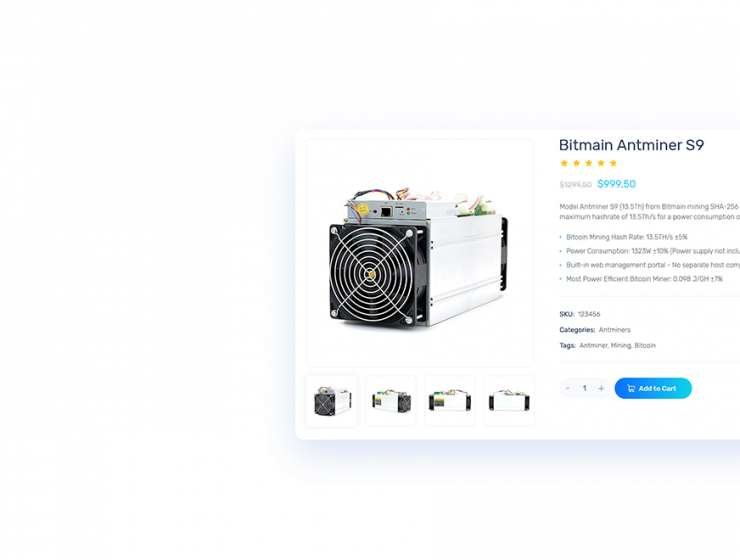 Bitmain Antminer S9
$1299,50 $999,50
Model Antminer S9 (13.5Th) from Bitmain mining SHA-256
maximum hashrate of 13.5Th/s for a power consumption o
Bitcoin Mining Hash Rate: 13.5TH/s ±5%
Power Consumption: 1323W ±10% (Power supply not inclu
Built-in web management portal - No separate host comp
Most Power Efficient Bitcoin Miner: 0.098 J/GH ±7%
SKU: 123456
Categories: Antminers
Tags: Antminer, Mining, Bitcoin
- 1 + Add to Cart